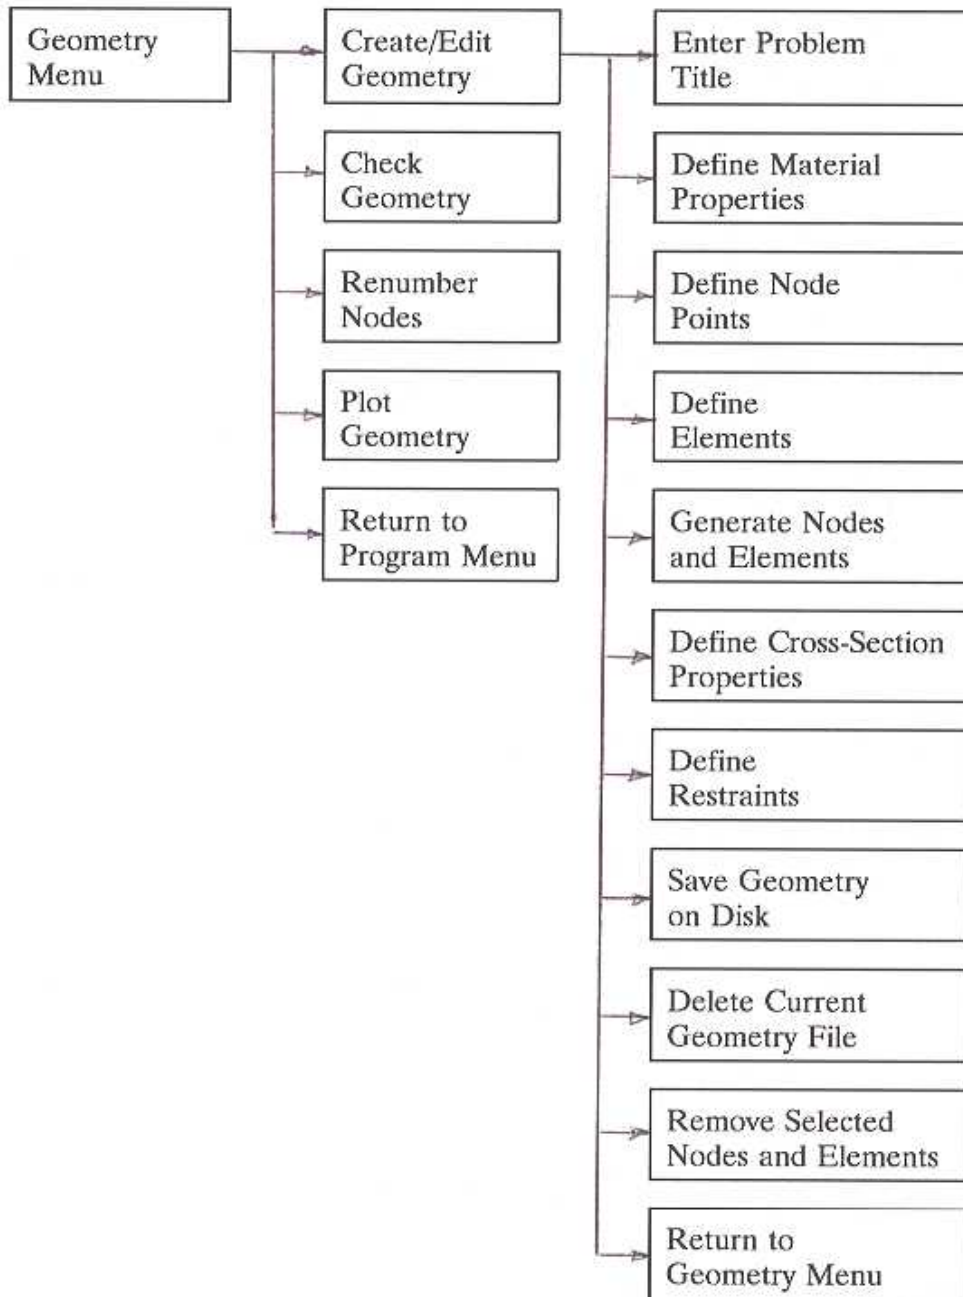 Geometry
Menu
Create/Edit
Geometry
Check
Geometry
Renumber
Nodes
Plot
Geometry
Return to
Program Menu
Enter Problem
Title
Define Material
Properties
Define Node
Points
Define
Elements
Generate Nodes
and Elements
Define Cross-Section
Properties
Define
Restraints
Save Geometry
on Disk
Delete Current
Geometry File
Remove Selected
Nodes and Elements
Return to
Geometry Menu